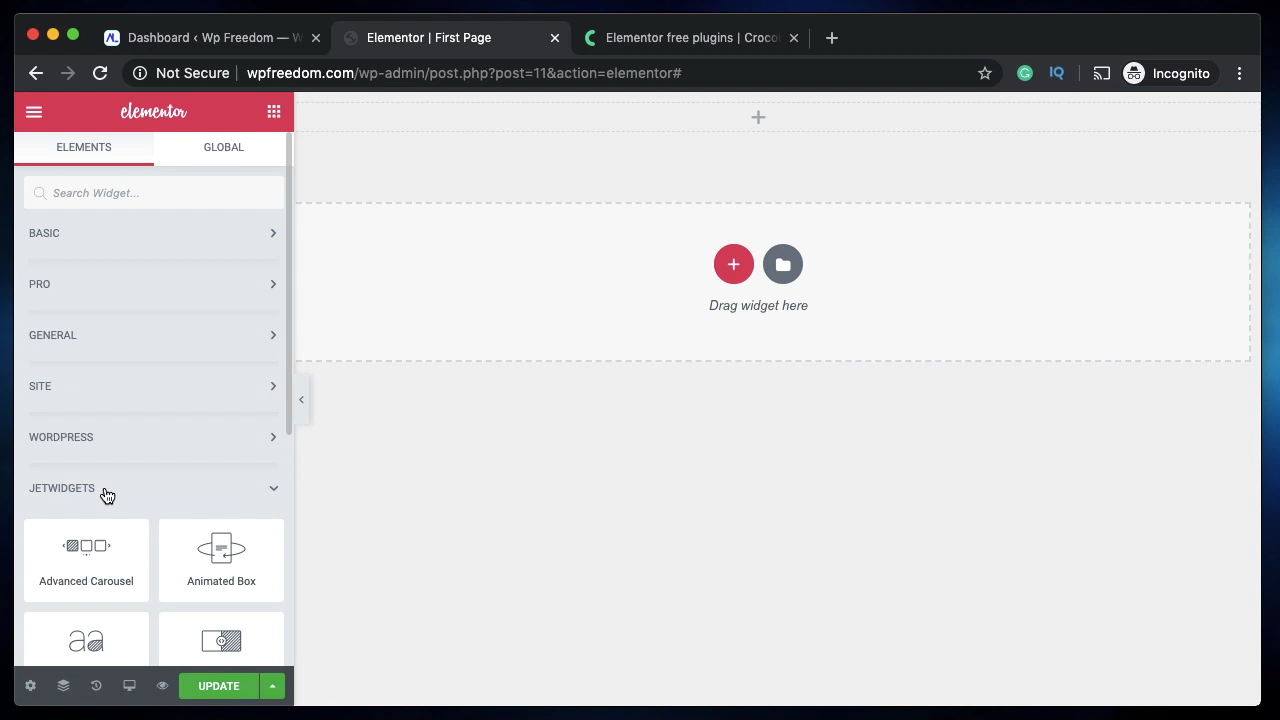 Dashboard ‹ Wp Freedom — W
Elementor | First Page
Elementor free plugins | Croco
Not Secure
wpfreedom.com/wp-admin/post.php?post=11&action=elementor#
IQ
Incognito
elementor
ELEMENTS
GLOBAL
Search Widget...
BASIC
PRO
GENERAL
SITE
WORDPRESS
JETWIDGETS
Advanced Carousel
Animated Box
aa
UPDATE
Drag widget here